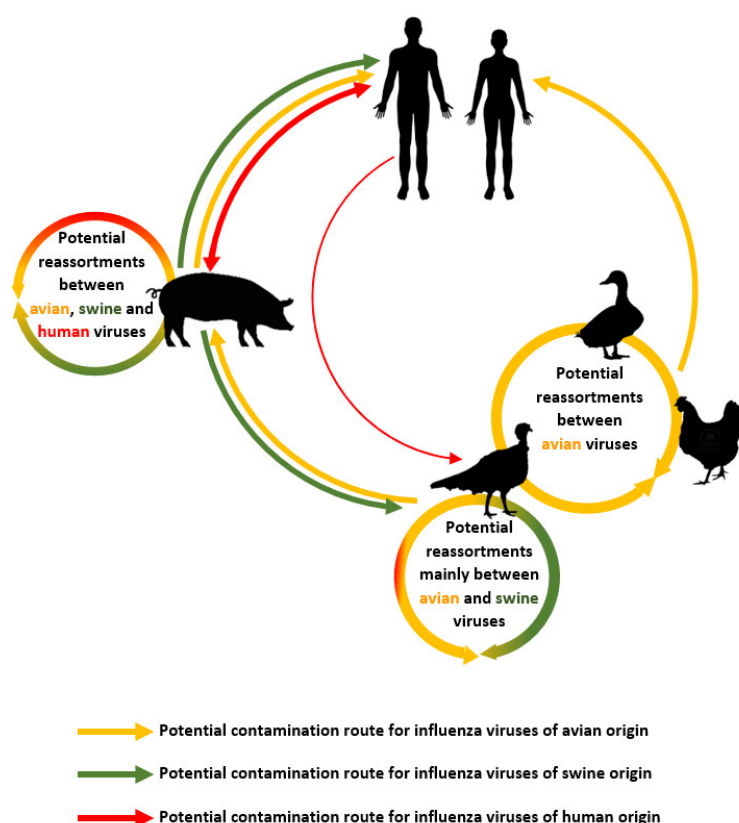 Potential
reassortments
between
avian, swine and
human viruses
Potential
reassortments
between
avian viruses
Potential
reassortments
mainly between
avian and swine
viruses
Potential contamination route for influenza viruses of avian origin
Potential contamination route for influenza viruses of swine origin
Potential contamination route for influenza viruses of human origin